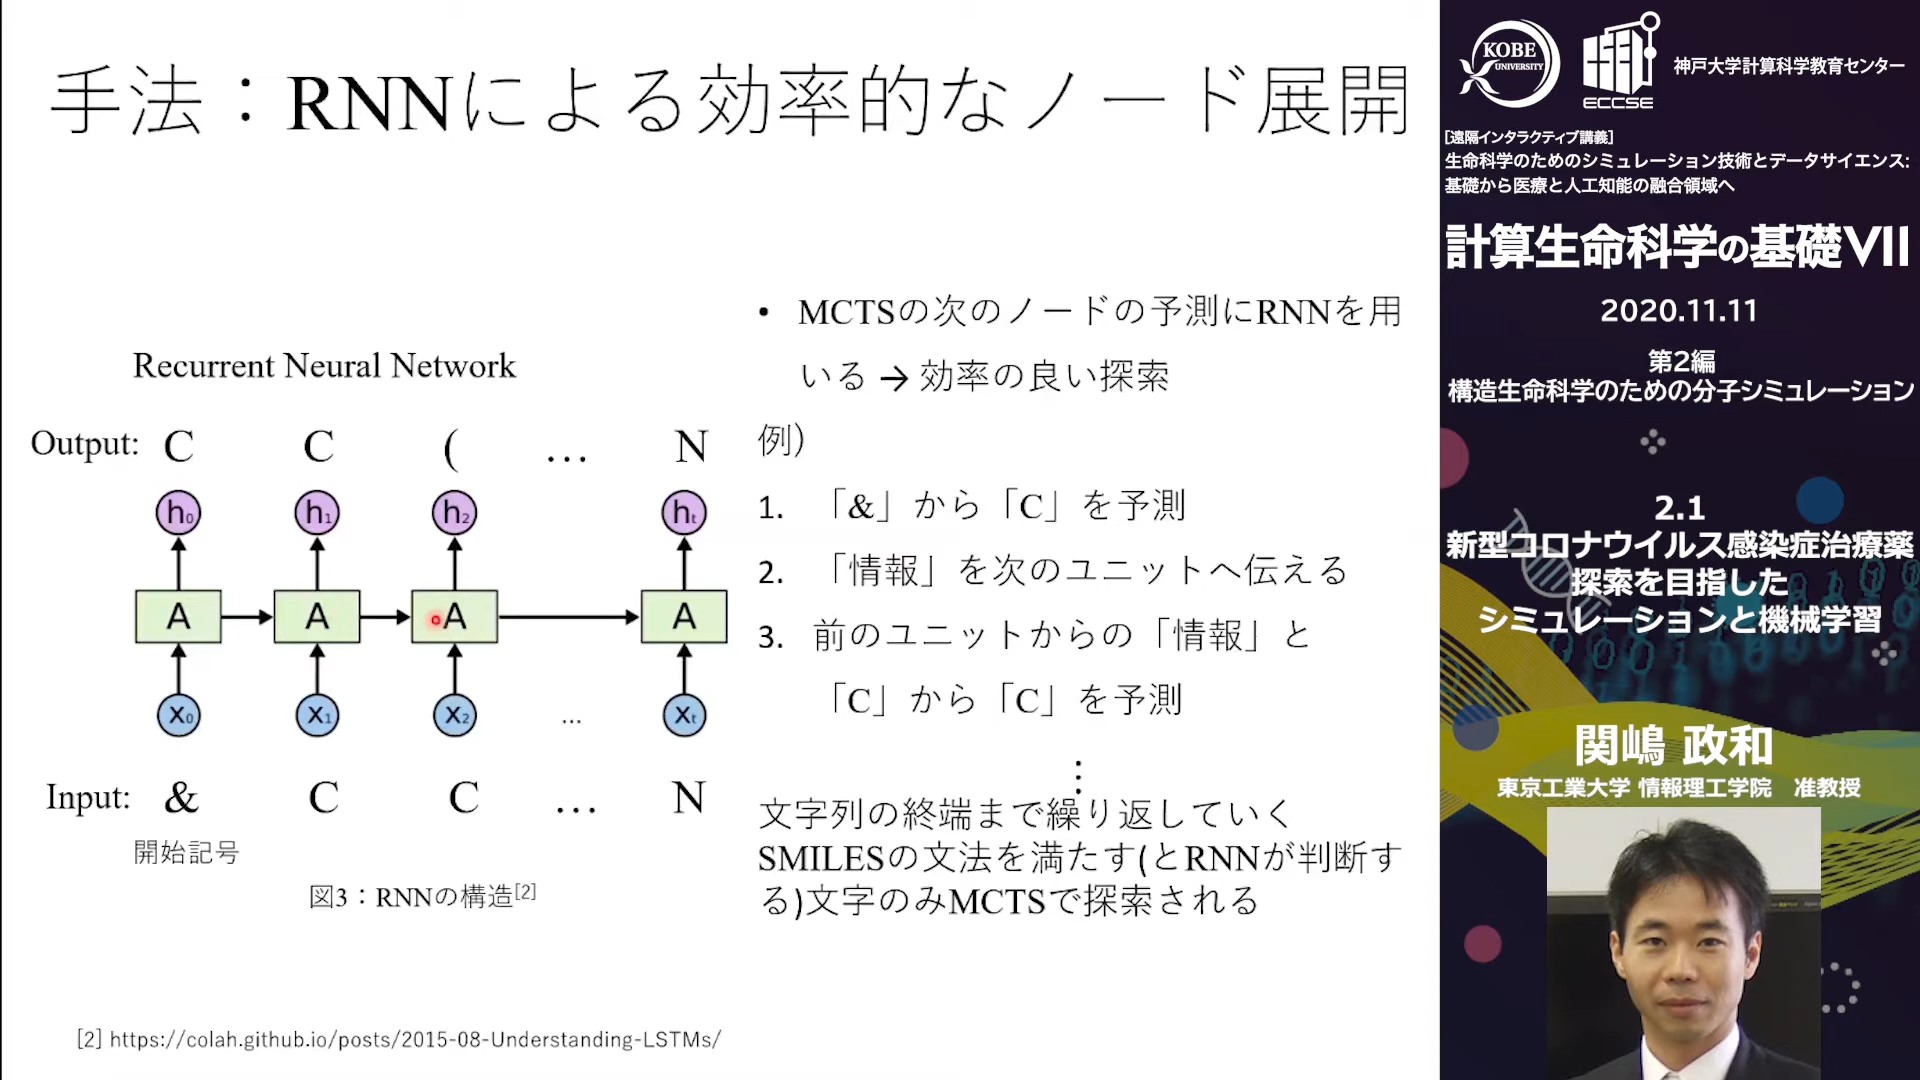 手法：RNNによる効率的なノード展開
Recurrent Neural Network
Output: C C ( … N
h₀ h₁ h₂ hₜ
A A A A
x₀ x₁ x₂ … xₜ
Input: & C C … N
開始記号
図3：RNNの構造[2]
• MCTSの次のノードの予測にRNNを用
いる → 効率の良い探索
例）
1. 「&」から「C」を予測
2. 「情報」を次のユニットへ伝える
3. 前のユニットからの「情報」と
「C」から「C」を予測
⋮
文字列の終端まで繰り返していく
SMILESの文法を満たす(とRNNが判断す
る)文字のみMCTSで探索される
[2] https://colah.github.io/posts/2015-08-Understanding-LSTMs/
KOBE
UNIVERSITY
ECCSE
神戸大学計算科学教育センター
［遠隔インタラクティブ講義］
生命科学のためのシミュレーション技術とデータサイエンス:
基礎から医療と人工知能の融合領域へ
計算生命科学の基礎VII
2020.11.11
第2編
構造生命科学のための分子シミュレーション
2.1
新型コロナウイルス感染症治療薬
探索を目指した
シミュレーションと機械学習
関嶋 政和
東京工業大学 情報理工学院　准教授